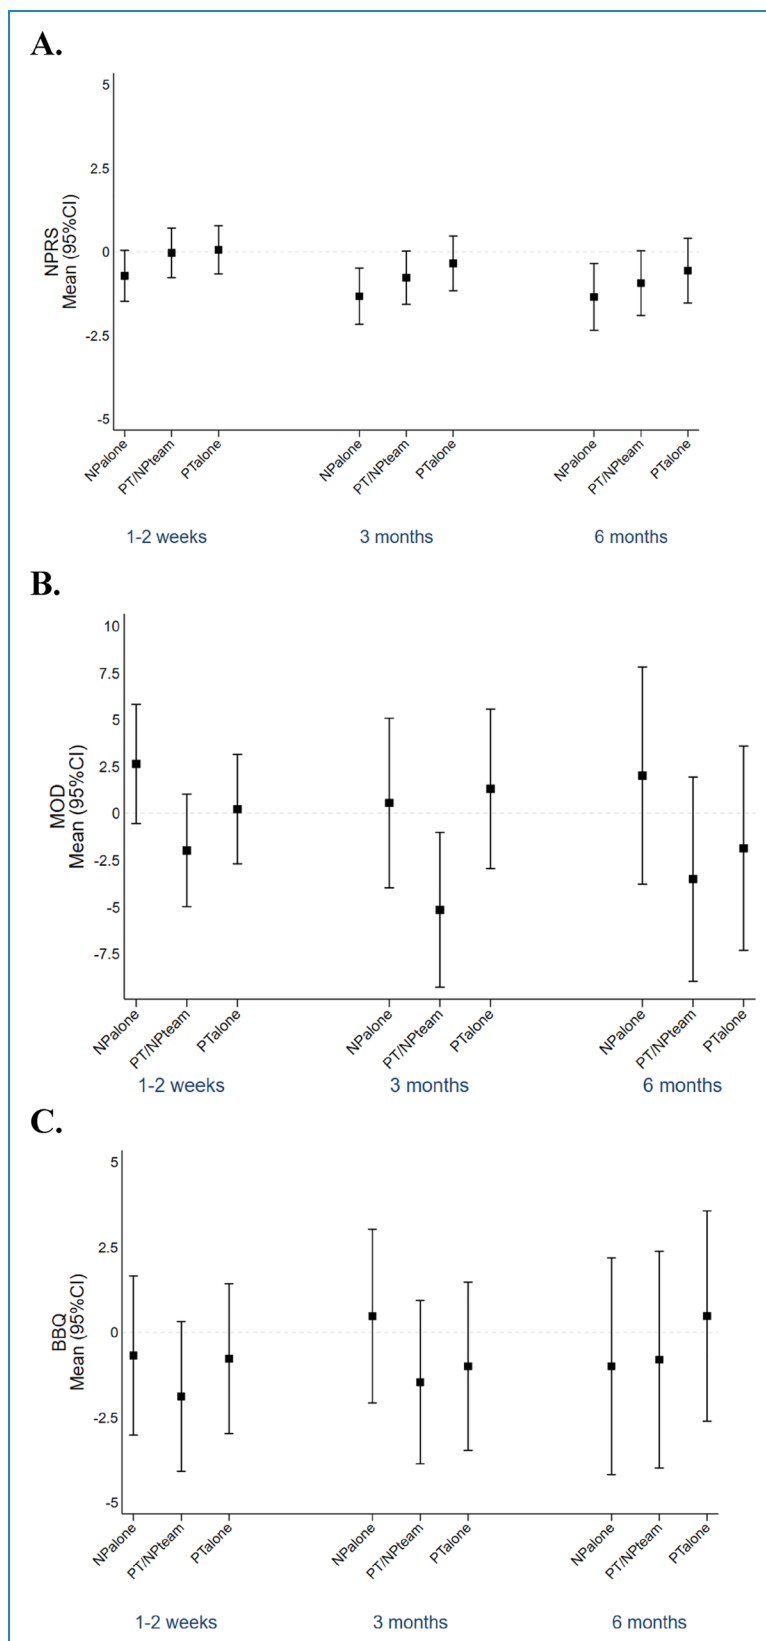 A.
5
2.5
0
-2.5
-5
NPRS
Mean (95%CI)
NPalone
PT/NPteam
PTalone
NPalone
PT/NPteam
PTalone
NPalone
PT/NPteam
PTalone
1-2 weeks
3 months
6 months
B.
10
7.5
5
2.5
0
-2.5
-5
-7.5
MOD
Mean (95%CI)
NPalone
PT/NPteam
PTalone
NPalone
PT/NPteam
PTalone
NPalone
PT/NPteam
PTalone
1-2 weeks
3 months
6 months
C.
5
2.5
0
-2.5
-5
BBQ
Mean (95%CI)
NPalone
PT/NPteam
PTalone
NPalone
PT/NPteam
PTalone
NPalone
PT/NPteam
PTalone
1-2 weeks
3 months
6 months